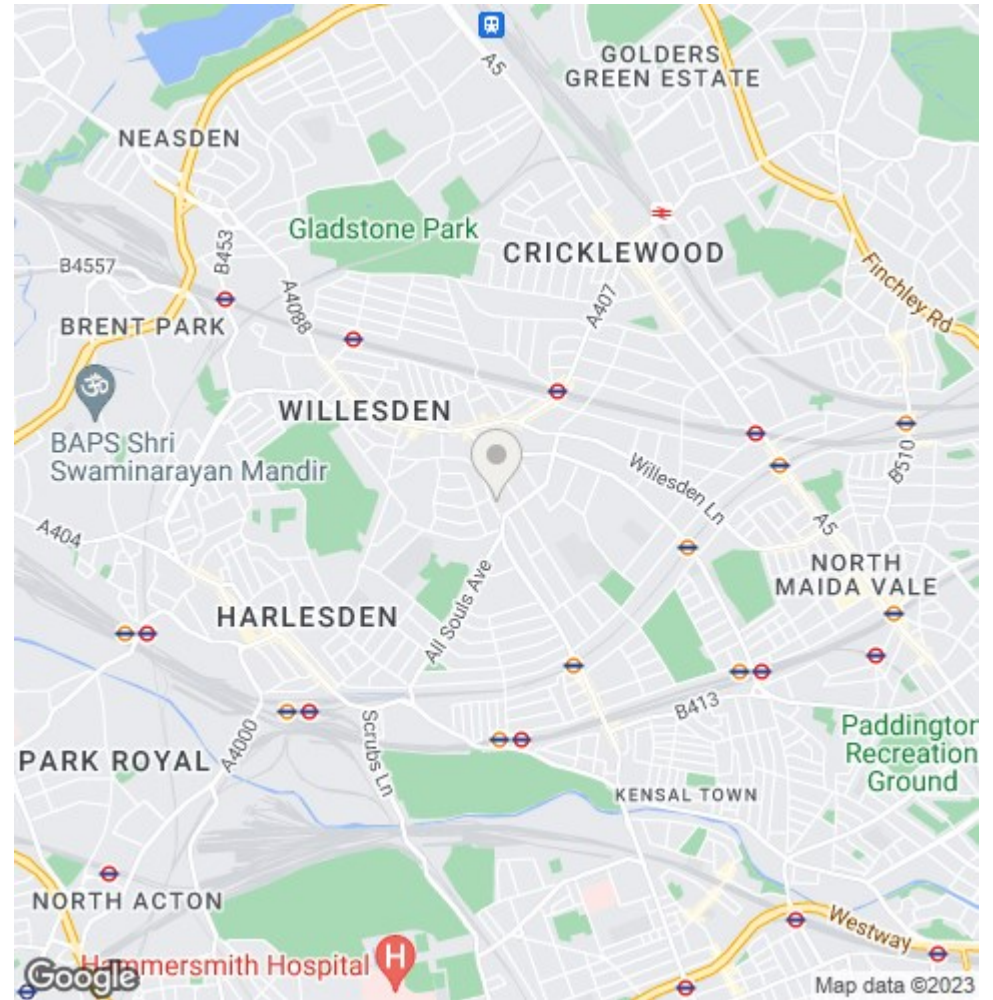 A5
GOLDERS
GREEN ESTATE
NEASDEN
Gladstone Park
CRICKLEWOOD
B453
B4557
A4088
A407
Finchley Rd
BRENT PARK
WILLESDEN
BAPS Shri
Swaminarayan Mandir
B510
Willesden Ln
A404
A5
NORTH
MAIDA VALE
All Souls Ave
HARLESDEN
B413
Scrubs Ln
A4000
PARK ROYAL
Paddington
Recreation
Ground
KENSAL TOWN
NORTH ACTON
Westway
Hammersmith Hospital
H
Google
Map data ©2023